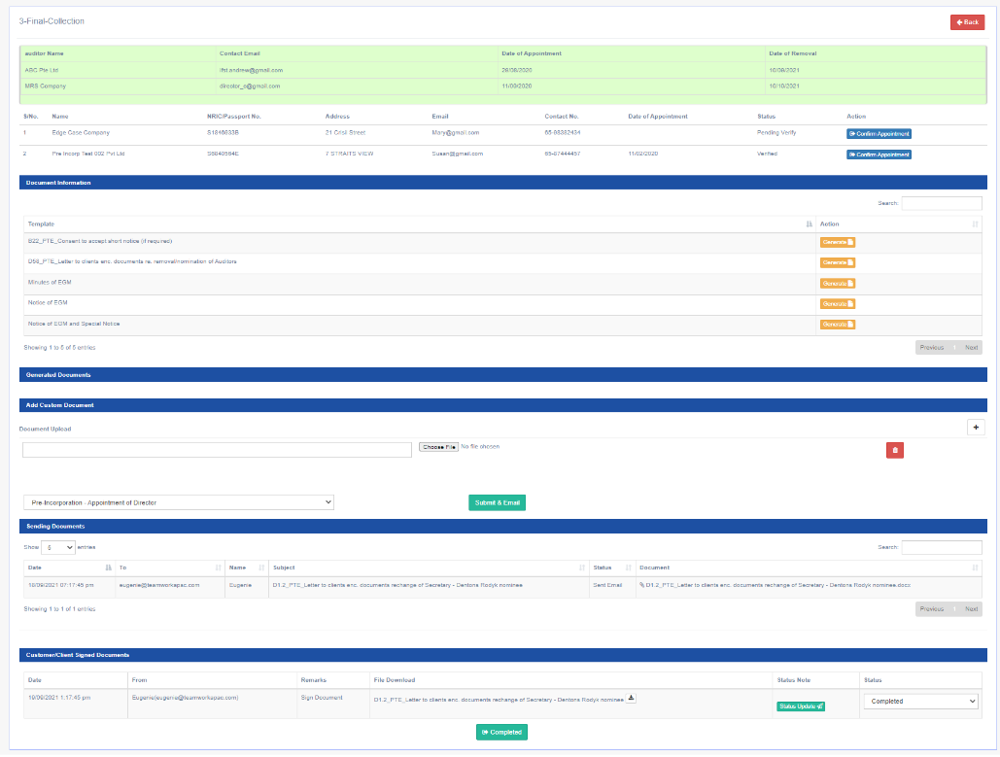 3-Final-Collection
Back
auditor Name Contact Email Date of Appointment Date of Removal
ABC Pte Ltd ifst.andrew@gmail.com 28/08/2020 10/09/2021
MRS Company director_o@gmail.com 11/09/2020 10/10/2021
S/No. Name NRIC/Passport No. Address Email Contact No. Date of Appointment Status Action
1 Edge Case Company 21 Street Mary@gmail.com 65-98382434 Pending Verify Confirm Appointment
2 Pre Incorp Test 002 Pvt Ltd 7 STRAITS VIEW Susan@gmail.com 65-87444457 11/02/2020 Verified Confirm Appointment
Document Information
Search:
Template Action
B22_PTE_Consent to accept short notice (if required) Generate
D58_PTE_Letter to clients enc. documents re. removal/nomination of Auditors Generate
Minutes of EGM Generate
Notice of EGM Generate
Notice of EGM and Special Notice Generate
Showing 1 to 5 of 5 entries Previous 1 Next
Generated Documents
Add Custom Document
Document Upload +
Choose File No file chosen
Pre-Incorporation - Appointment of Director Submit & Email
Sending Documents
Show 5 entries Search:
Date To Name Subject Status Document
18/09/2021 07:17:45 pm eugenie@teamworkapac.com Eugenie D1.2_PTE_Letter to clients enc. documents rechange of Secretary - Dentons Rodyk nominee Sent Email D1.2_PTE_Letter to clients enc. documents rechange of Secretary - Dentons Rodyk nominee.docx
Showing 1 to 1 of 1 entries Previous 1 Next
Customer/Client Signed Documents
Date From Remarks File Download Status Note Status
19/09/2021 1:17:45 pm Eugenie(eugenie@teamworkapac.com) Sign Document D1.2_PTE_Letter to clients enc. documents rechange of Secretary - Dentons Rodyk nominee Status Update Completed
Completed